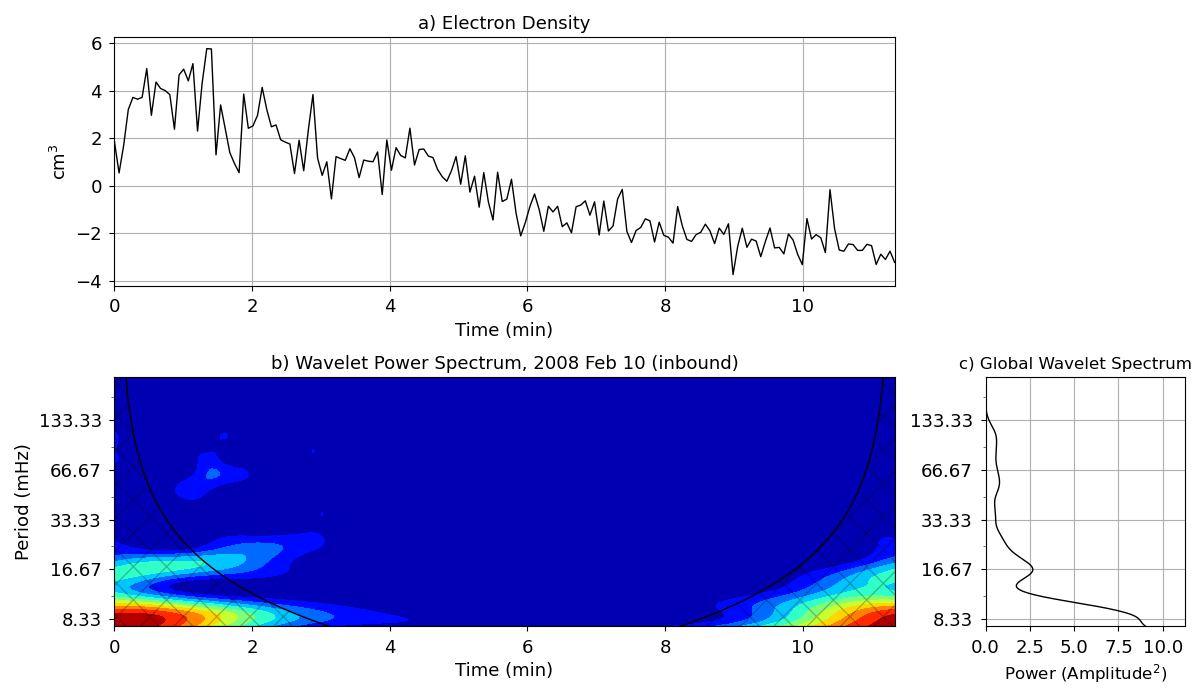 a) Electron Density
6
4
2
0
−2
−4
cm³
0 2 4 6 8 10
Time (min)
b) Wavelet Power Spectrum, 2008 Feb 10 (inbound)
133.33
66.67
33.33
16.67
8.33
Period (mHz)
0 2 4 6 8 10
Time (min)
c) Global Wavelet Spectrum
133.33
66.67
33.33
16.67
8.33
0.0 2.5 5.0 7.5 10.0
Power (Amplitude²)